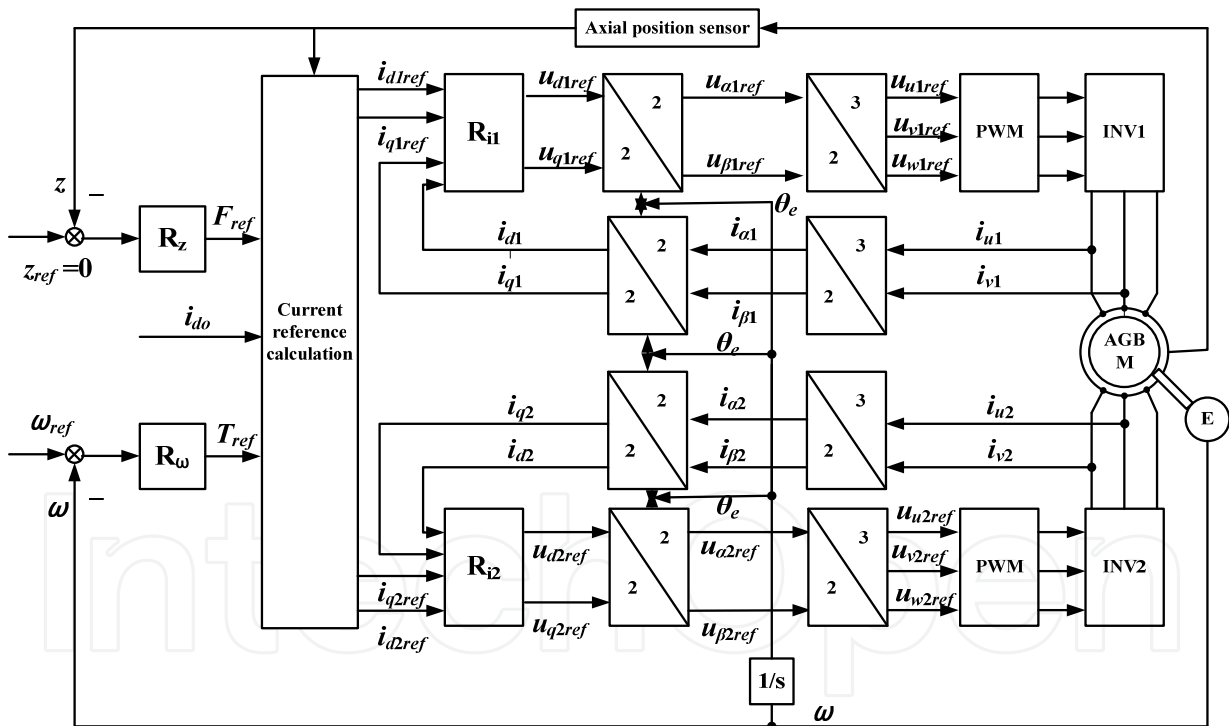 Axial position sensor
i_d1ref
i_q1ref
R_i1
u_d1ref
u_q1ref
2
2
u_α1ref
u_β1ref
3
2
u_u1ref
u_v1ref
u_w1ref
PWM
INV1
z
−
z_ref=0
R_z
F_ref
θ_e
i_d1
i_q1
2
2
i_α1
i_β1
3
2
i_u1
i_v1
i_do
Current
reference
calculation
θ_e
AGB
M
E
ω_ref
R_ω
T_ref
ω
−
i_q2
i_d2
2
2
i_α2
i_β2
3
2
i_u2
i_v2
θ_e
R_i2
i_q2ref
i_d2ref
u_d2ref
u_q2ref
2
2
u_α2ref
u_β2ref
3
2
u_u2ref
u_v2ref
u_w2ref
PWM
INV2
1/s
ω
Intechopen